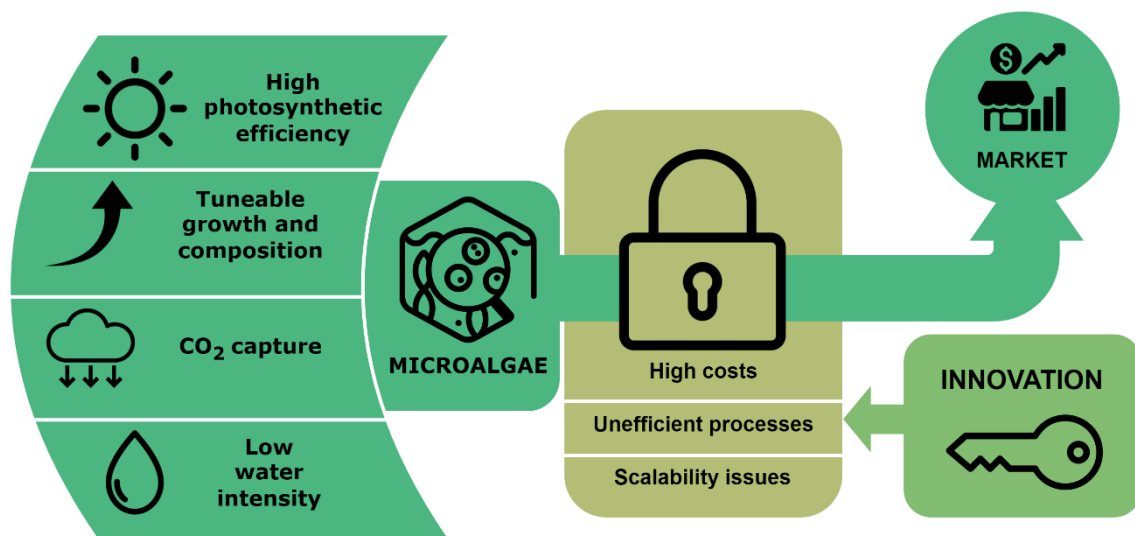 High
photosynthetic
efficiency
Tuneable
growth and
composition
CO₂ capture
Low
water
intensity
MICROALGAE
High costs
Unefficient processes
Scalability issues
$
MARKET
INNOVATION